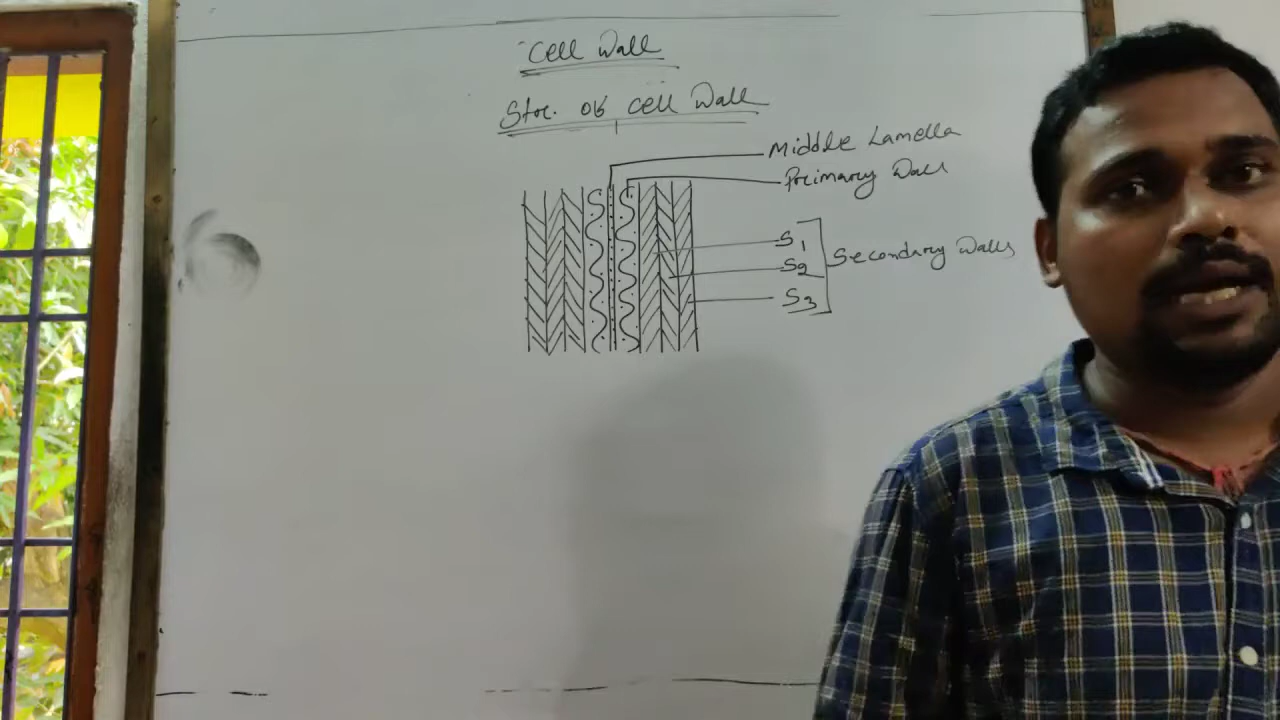 Cell Wall
Stoc. of Cell Wall
Middle Lamella
Primary Wall
S1
S2
S3
Secondary Walls